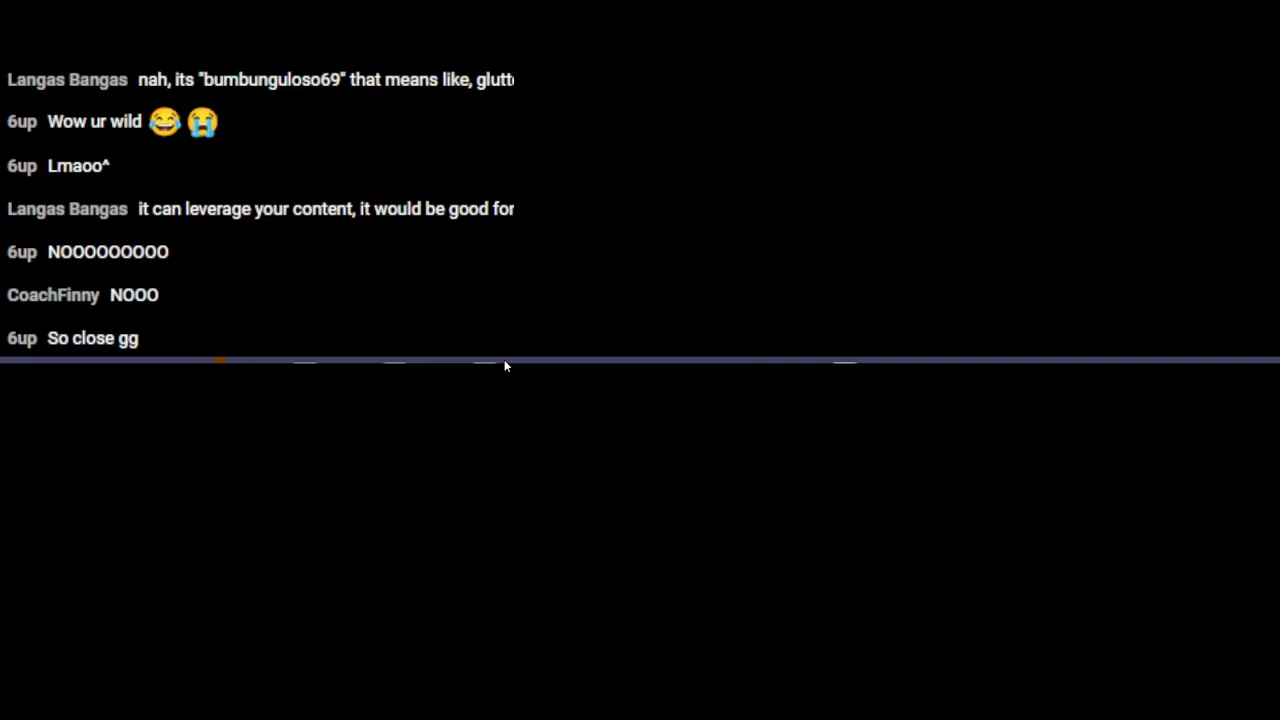 Langas Bangas nah, its "bumbunguloso69" that means like,
6up Wow ur wild 😂 😭
6up Lmaoo^
Langas Bangas it can leverage your content, it would be good for
6up NOOOOOOOOO
CoachFinny NOOO
6up So close gg